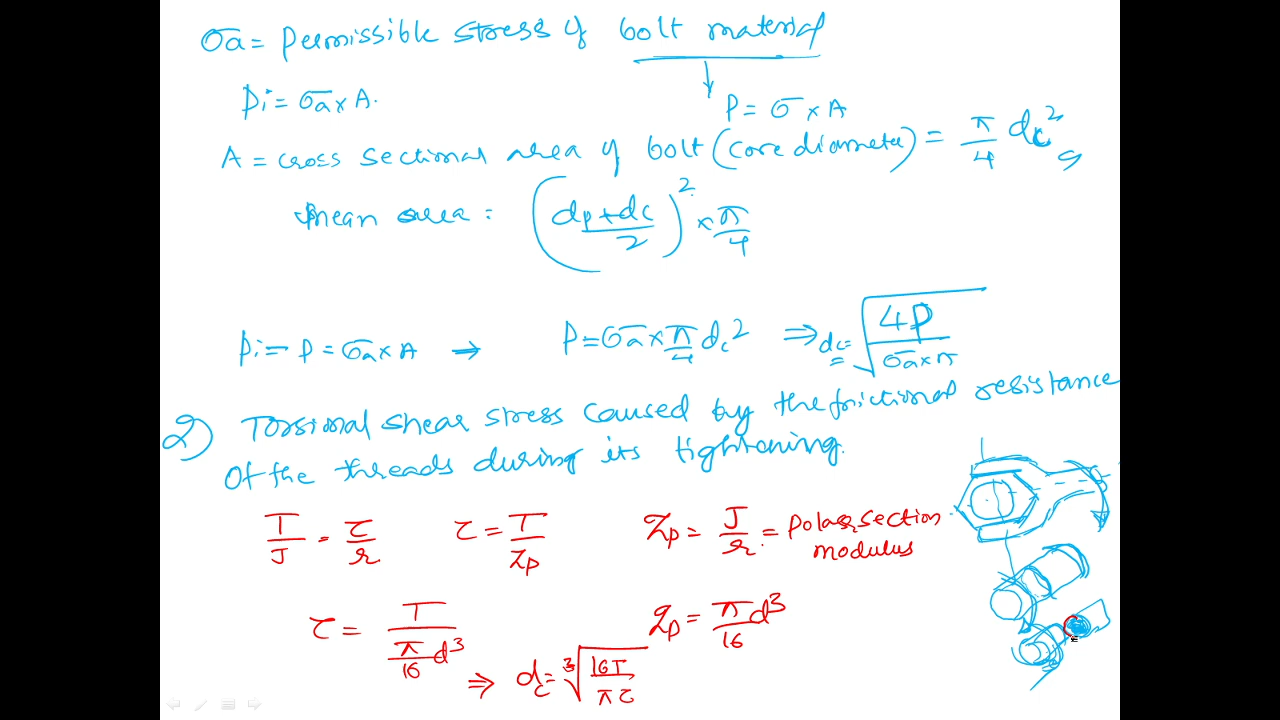 σa = Permissible stress of bolt material
Pi = σa × A.
P = σ × A
A = cross sectional area of bolt (core diameter) = π/4 dc²
mean area = ((dp + dc)/2)² × π/4
Pi = P = σa × A → P = σa × π/4 dc² ⇒ dc = √(4P/(σa × π))
2) Torsional shear stress caused by the frictional resistance
of the threads during its tightening.
T/J = τ/r τ = T/Zp Zp = J/r = Polar section modulus
τ = T/(π/16 d³) Zp = π/16 d³
⇒ dc = ³√(16T/πτ)